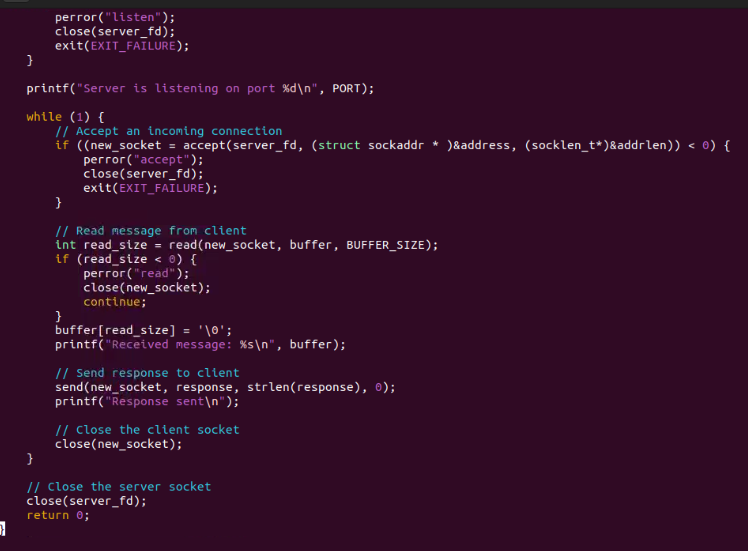 perror("listen");
        close(server_fd);
        exit(EXIT_FAILURE);
    }

    printf("Server is listening on port %d\n", PORT);

    while (1) {
        // Accept an incoming connection
        if ((new_socket = accept(server_fd, (struct sockaddr * )&address, (socklen_t*)&addrlen)) < 0) {
            perror("accept");
            close(server_fd);
            exit(EXIT_FAILURE);
        }

        // Read message from client
        int read_size = read(new_socket, buffer, BUFFER_SIZE);
        if (read_size < 0) {
            perror("read");
            close(new_socket);
            continue;
        }
        buffer[read_size] = '\0';
        printf("Received message: %s\n", buffer);

        // Send response to client
        send(new_socket, response, strlen(response), 0);
        printf("Response sent\n");

        // Close the client socket
        close(new_socket);
    }

    // Close the server socket
    close(server_fd);
    return 0;
}